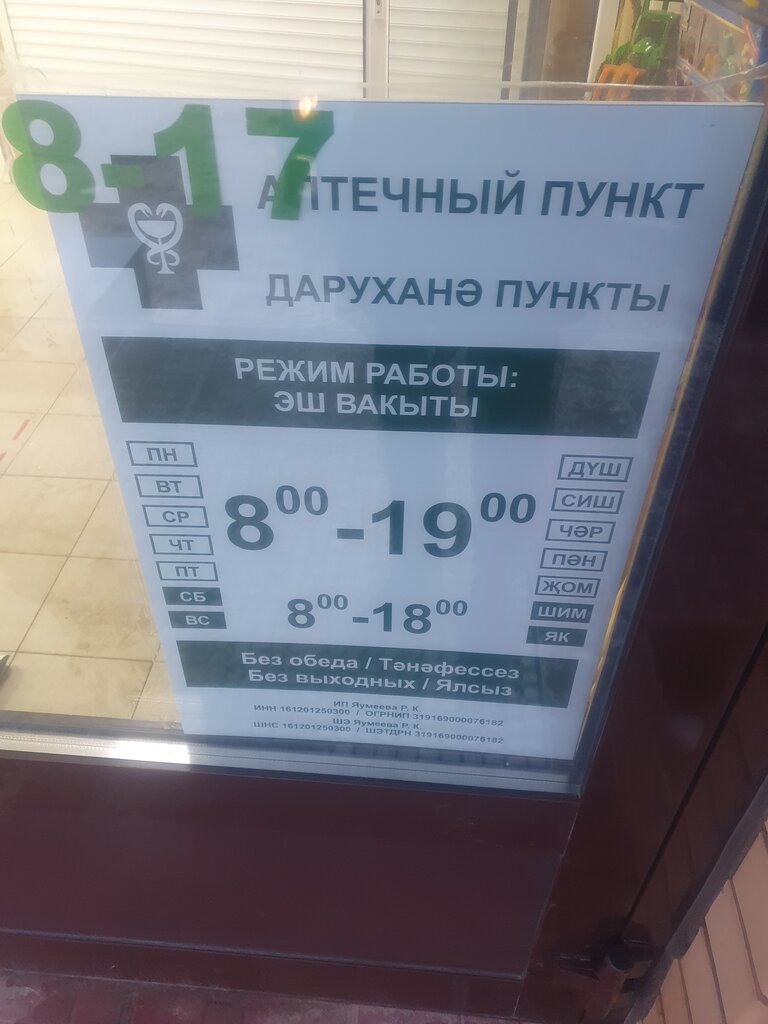 8-17
АПТЕЧНЫЙ ПУНКТ
ДАРУХАНӘ ПУНКТЫ
РЕЖИМ РАБОТЫ:
ЭШ ВАКЫТЫ
ПН
ВТ
СР
ЧТ
ПТ
СБ
ВС
8⁰⁰-19⁰⁰
8⁰⁰-18⁰⁰
ДҮШ
СИШ
ЧӘР
ПӘН
ҖОМ
ШИМ
ЯК
Без обеда / Тәнәфессез
Без выходных / Ялсыз
ИП Яумеева Р. К.
ИНН 161201250300 / ОГРНИП 319169000076182
ШЭ Яумеева Р. К.
ШНС 161201250300 / ШЭТДРН 319169000076182